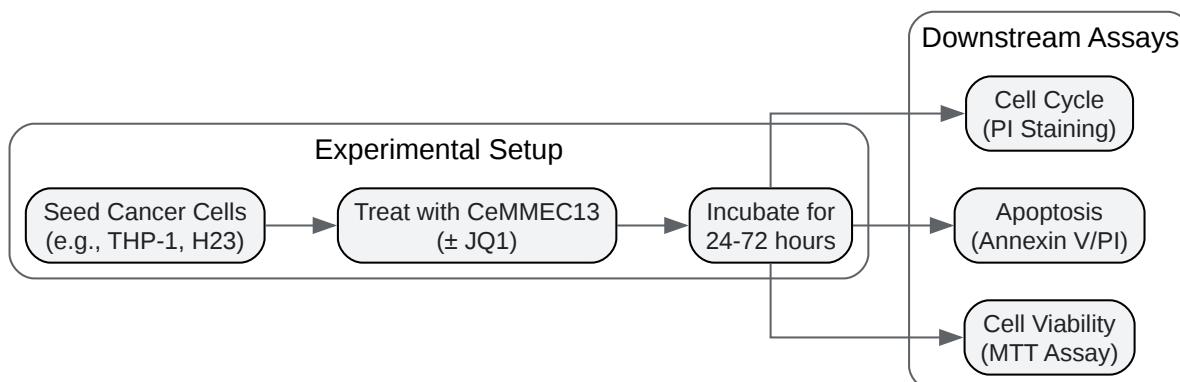 Downstream Assays
Cell Cycle
(PI Staining)
Experimental Setup
Seed Cancer Cells
(e.g., THP-1, H23)
Treat with CeMMEC13
(± JQ1)
Incubate for
24-72 hours
Apoptosis
(Annexin V/PI)
Cell Viability
(MTT Assay)